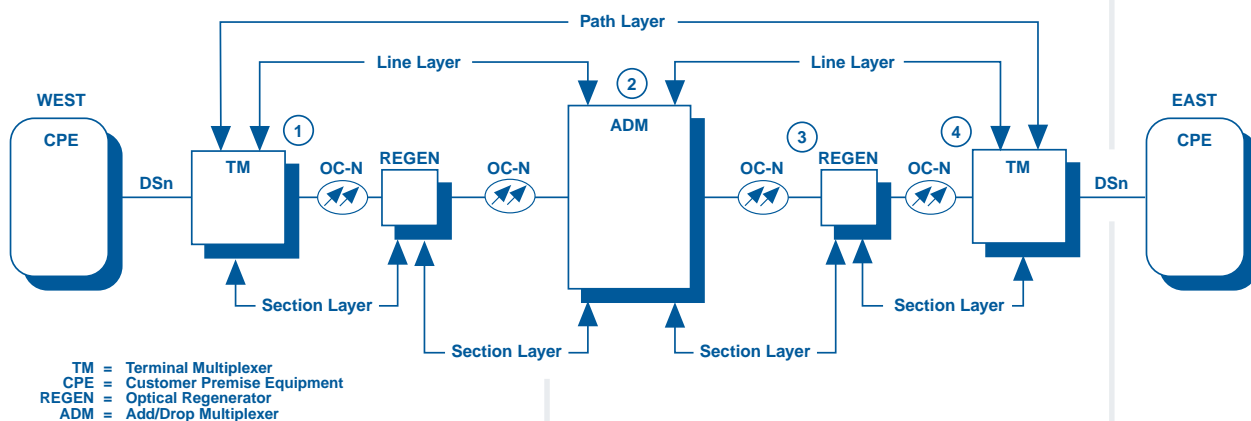 Path Layer
Line Layer
Line Layer
WEST
2
EAST
CPE
1
ADM
3
4
CPE
TM
REGEN
REGEN
TM
OC-N
OC-N
OC-N
OC-N
DSn
DSn
Section Layer
Section Layer
Section Layer
Section Layer
TM = Terminal Multiplexer
CPE = Customer Premise Equipment
REGEN = Optical Regenerator
ADM = Add/Drop Multiplexer